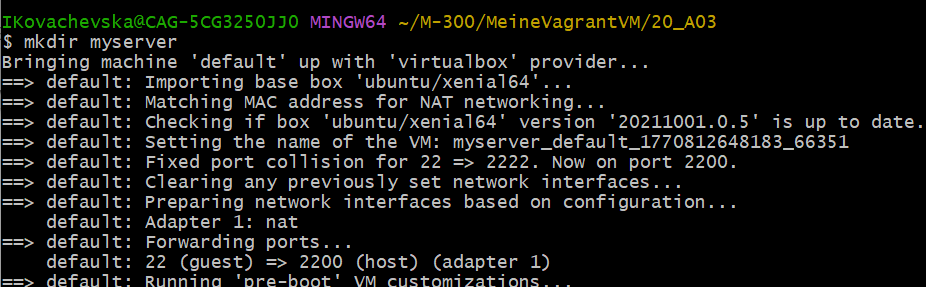 IKovachevska@CAG-5CG3250JJ0 MINGW64 ~/M-300/MeineVagrantVM/20_A03
$ mkdir myserver
Bringing machine 'default' up with 'virtualbox' provider...
==> default: Importing base box 'ubuntu/xenial64'...
==> default: Matching MAC address for NAT networking...
==> default: Checking if box 'ubuntu/xenial64' version '20211001.0.5' is up to date.
==> default: Setting the name of the VM: myserver_default_1770812648183_66351
==> default: Fixed port collision for 22 => 2222. Now on port 2200.
==> default: Clearing any previously set network interfaces...
==> default: Preparing network interfaces based on configuration...
    default: Adapter 1: nat
==> default: Forwarding ports...
    default: 22 (guest) => 2200 (host) (adapter 1)
==> default: Running 'pre-boot' VM customizations...